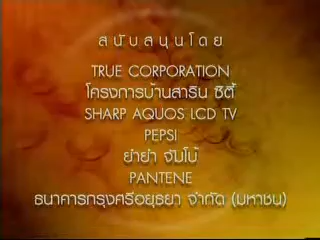 สนับสนุนโดย
TRUE CORPORATION
โครงการบ้านสาริน ซิตี้
SHARP AQUOS LCD TV
PEPSI
ยำยำ จัมโบ้
PANTENE
ธนาคารกรุงศรีอยุธยา จำกัด (มหาชน)